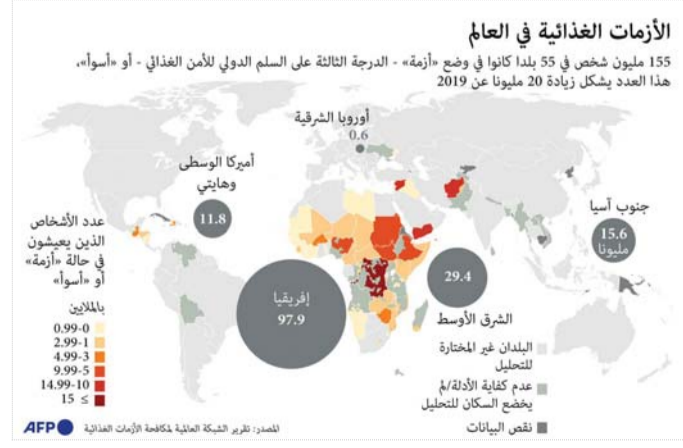 الأزمات الغذائية في العالم
155 مليون شخص في 55 بلدا كانوا في وضع «أزمة» - الدرجة الثالثة على السلم الدولي للأمن الغذائي - أو «أسوأ»،
هذا العدد يشكل زيادة 20 مليونا عن 2019
أوروبا الشرقية
0.6
أميركا الوسطى
وهايتي
11.8
جنوب آسيا
15.6
مليونا
29.4
الشرق الأوسط
إفريقيا
97.9
عدد الأشخاص
الذين يعيشون
في حالة «أزمة»
أو «أسوأ»
بالملايين
0.99-0
2.99-1
4.99-3
9.99-5
14.99-10
15 ≤
البلدان غير المختارة
للتحليل
عدم كفاية الأدلة/لم
يخضع السكان للتحليل
نقص البيانات
المصدر: تقرير الشبكة العالمية لمكافحة الأزمات الغذائية
AFP